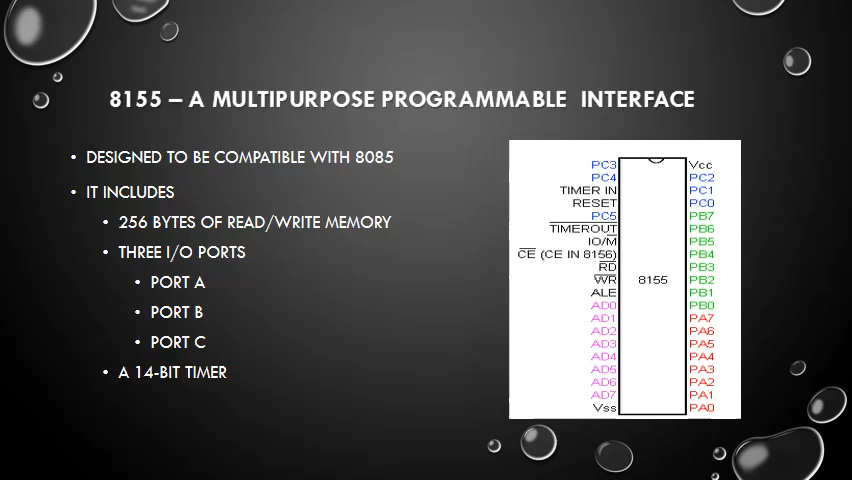 8155 – A MULTIPURPOSE PROGRAMMABLE INTERFACE
• DESIGNED TO BE COMPATIBLE WITH 8085
• IT INCLUDES
• 256 BYTES OF READ/WRITE MEMORY
• THREE I/O PORTS
• PORT A
• PORT B
• PORT C
• A 14-BIT TIMER
PC3 Vcc
PC4 PC2
TIMER IN PC1
RESET PC0
PC5 PB7
TIMEROUT PB6
IO/M PB5
CE (CE IN 8156) PB4
RD PB3
WR 8155 PB2
ALE PB1
AD0 PB0
AD1 PA7
AD2 PA6
AD3 PA5
AD4 PA4
AD5 PA3
AD6 PA2
AD7 PA1
Vss PA0